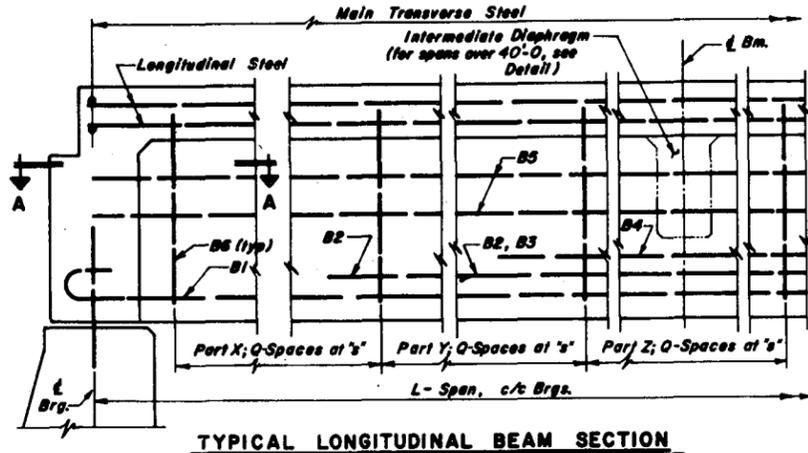 Main Transverse Steel
Intermediate Diaphragm
(for spans over 40'-0, see
Detail)
℄ Bm.
Longitudinal Steel
A
A
B5
B6 (typ)
B1
B2
B2, B3
B4
Part X; Q-Spaces at "s"
Part Y; Q-Spaces at "s"
Part Z; Q-Spaces at "s"
℄
Brg.
L - Span, c/c Brgs.
TYPICAL LONGITUDINAL BEAM SECTION